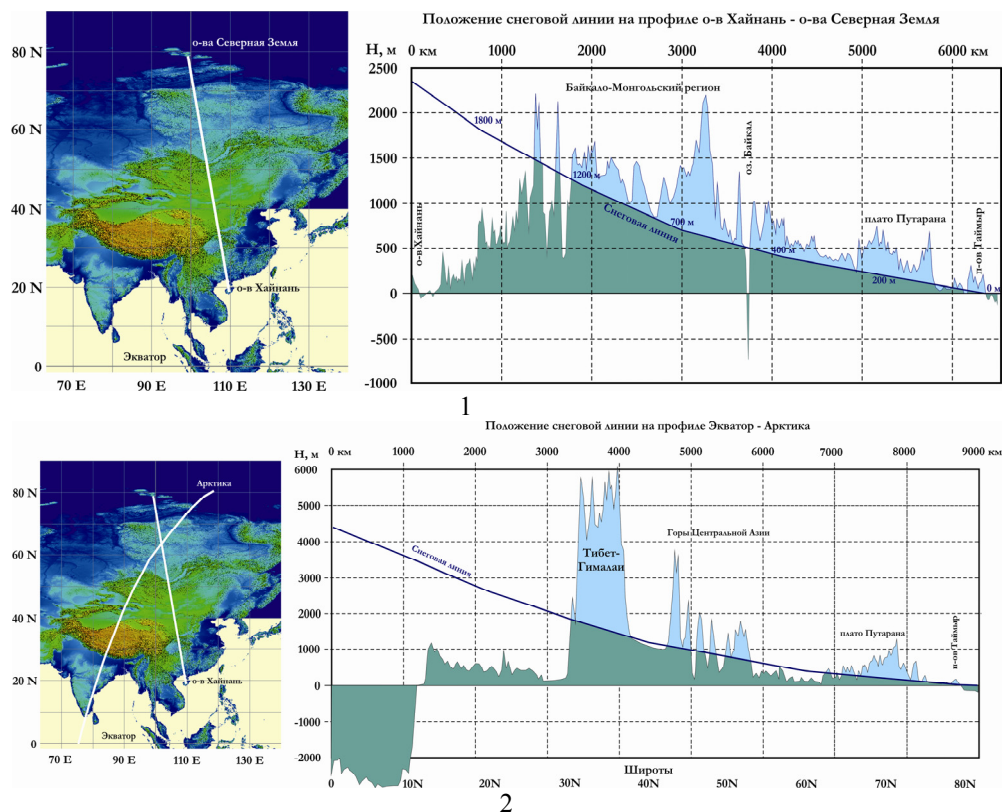 Положение снеговой линии на профиле о-в Хайнань - о-ва Северная Земля
80 N
60 N
40 N
20 N
0
70 E
90 E
110 E
130 E
о-ва Северная Земля
о-в Хайнань
Экватор
Н, м
0 км
1000
2000
3000
4000
5000
6000 км
2500
2000
1500
1000
500
0
-500
-1000
Байкало-Монгольский регион
1800 м
1200 м
Снеговая линия
700 м
400 м
200 м
0 м
о-в Хайнань
оз. Байкал
плато Путарана
п-ов Таймыр
1
Положение снеговой линии на профиле Экватор - Арктика
80 N
60 N
40 N
20 N
0
70 E
90 E
110 E
130 E
Арктика
о-в Хайнань
Экватор
Н, м
0 км
1000
2000
3000
4000
5000
6000
7000
8000
9000 км
6000
5000
4000
3000
2000
1000
0
-1000
-2000
Снеговая линия
Тибет-
Гималаи
Горы Центральной Азии
плато Путарана
п-ов Таймыр
0
10N
20N
30N
40N
50N
60N
70N
80N
Широты
2